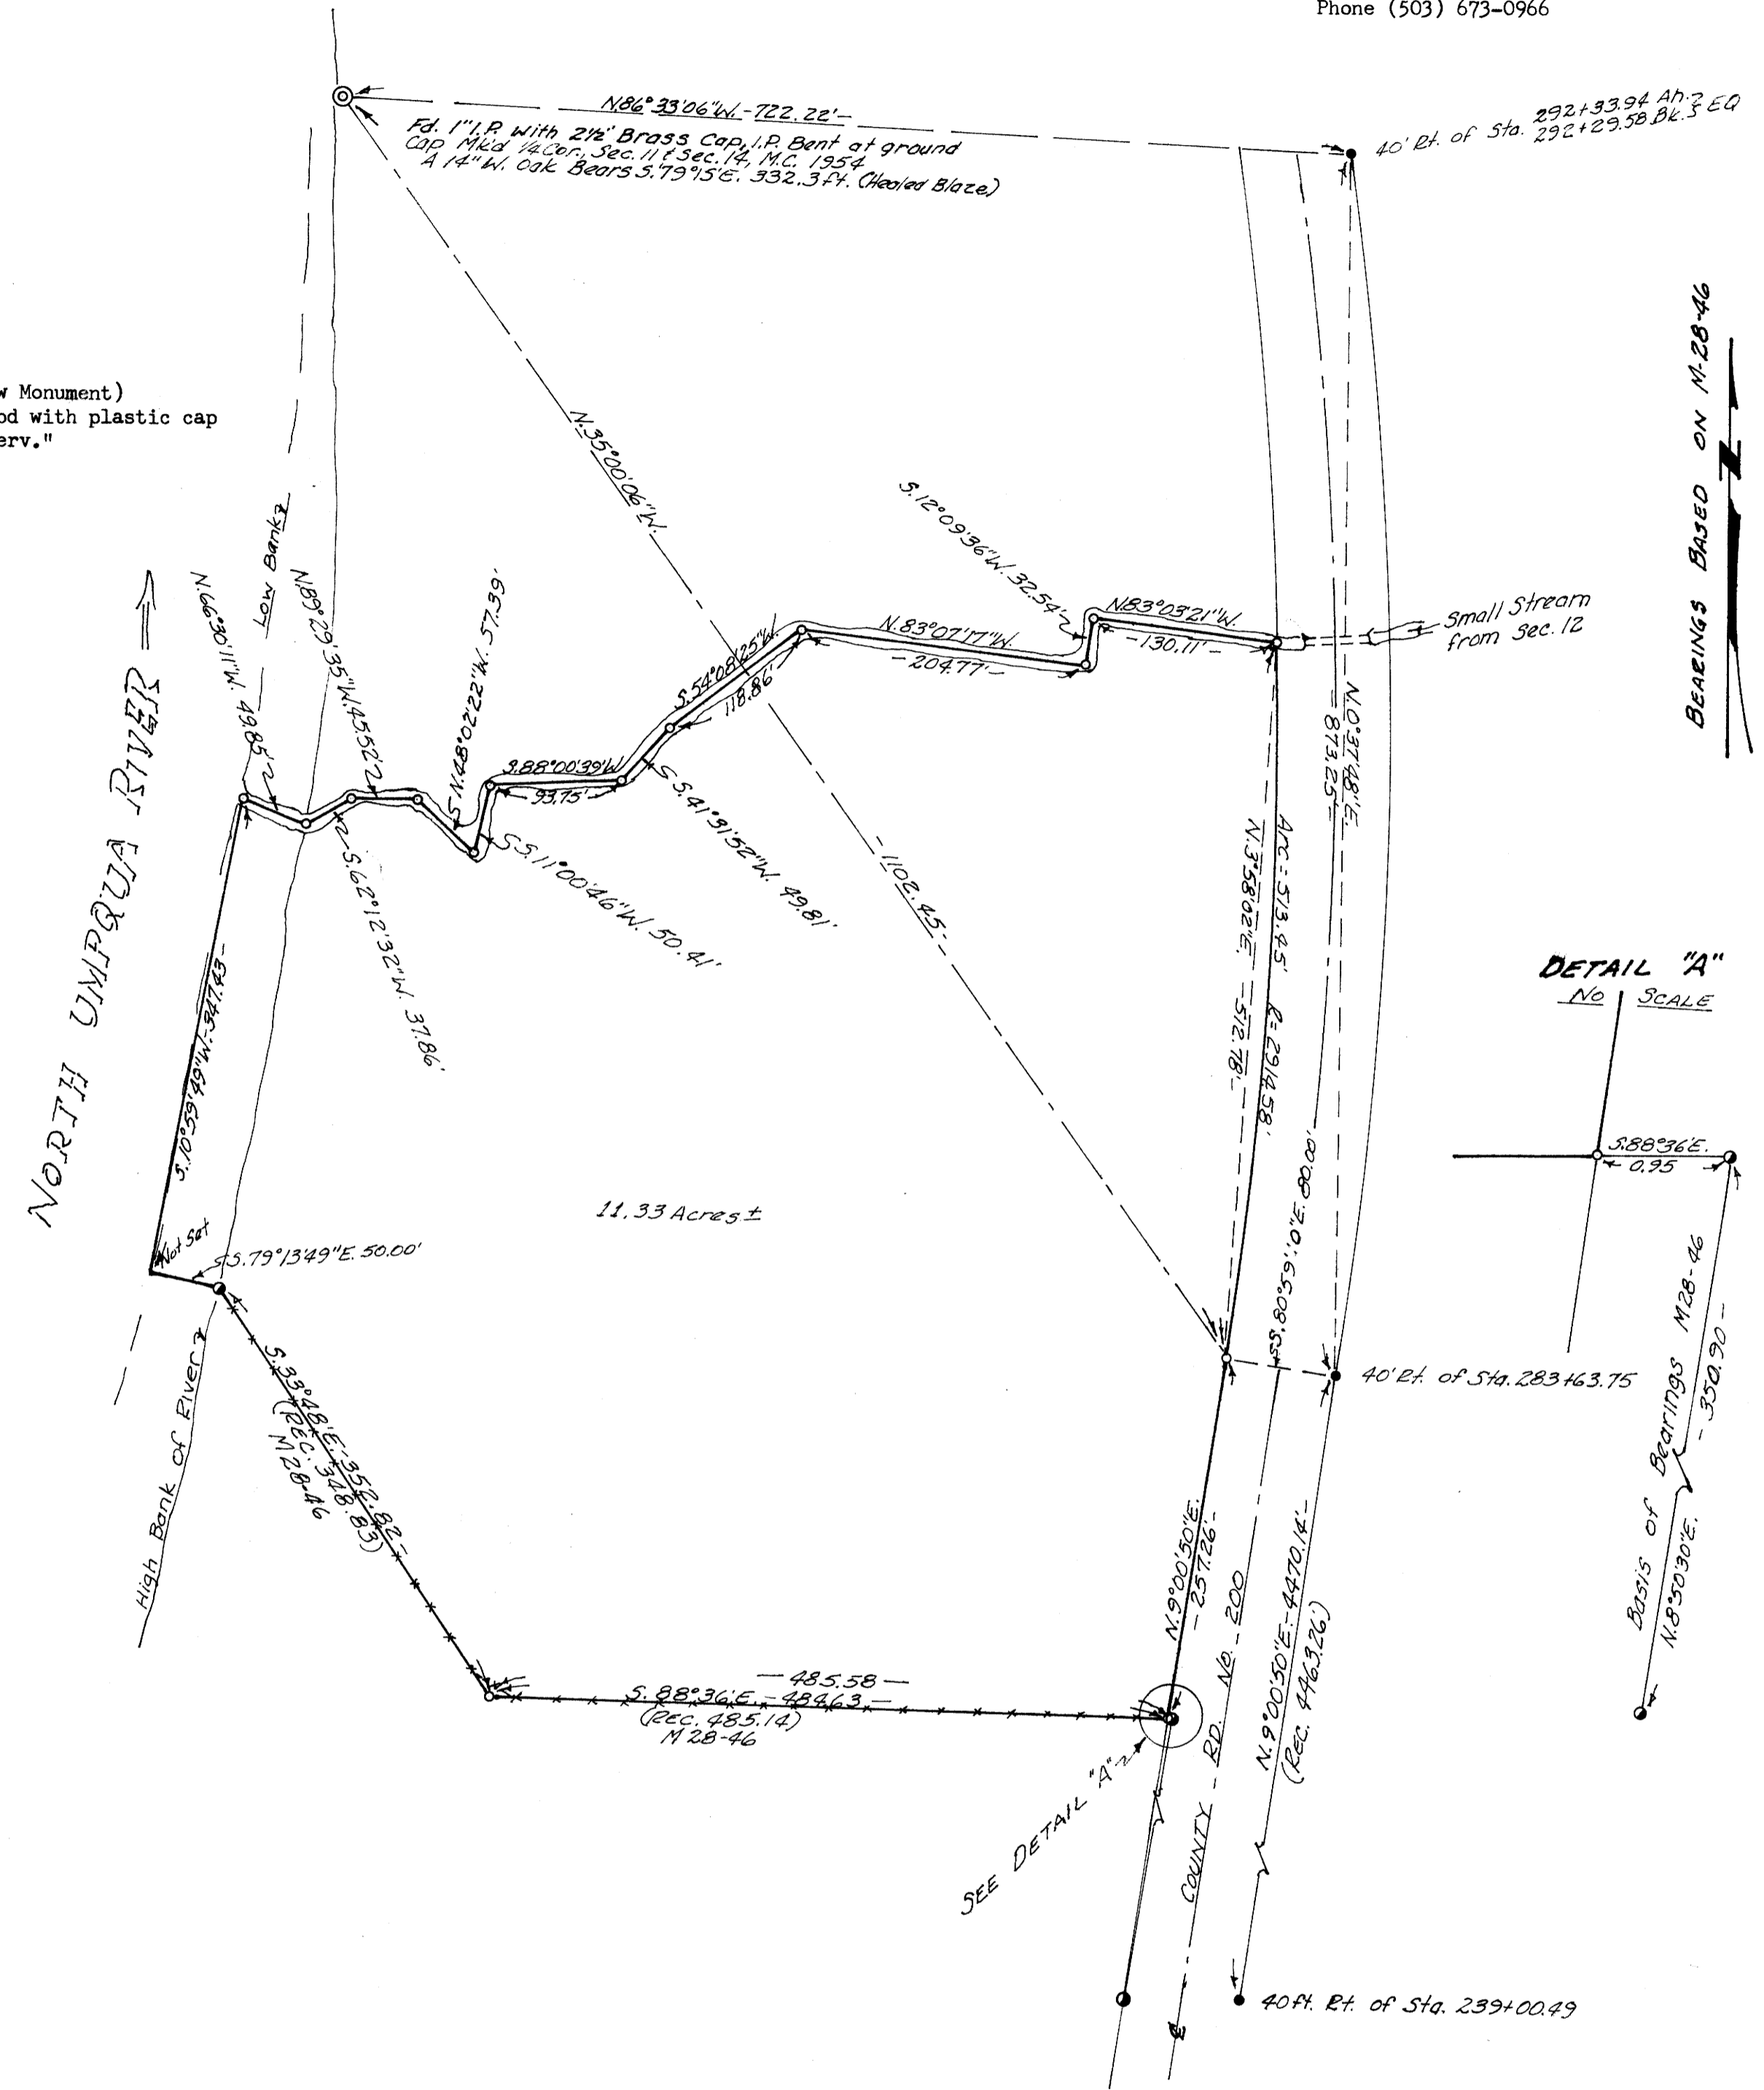 Phone (503) 673-0966
N.86°33'06"W.-722.22'-
292+33.94 Ah.
40' Rt. of Sta. 292+29.58 Bk. EQ
Fd. 1" I.P. with 2½" Brass Cap, I.P. Bent at ground
Cap Mk'd ¼ Cor., Sec. 11 & Sec. 14, M.C. 1954
A 14" W. Oak Bears S.79°15'E. 332.3 ft. (Healed Blaze)
w Monument)
od with plastic cap
erv."
BEARINGS BASED ON M-28-46
N
N.35°00'06"W.
-1102.45'-
Low Bank
S.12°09'36"W. 32.54'
N.83°03'21"W.
-130.11'-
Small Stream
from Sec. 12
N.83°07'17"W.
-204.77'-
S.54°08'25"W.
118.86'
N.66°30'11"W. 49.85'
N.89°29'35"W. 45.52'
N.48°02'22"W. 57.39'
S.88°00'39"W.
-93.75'-
S.41°31'52"W. 49.81'
S.11°00'46"W. 50.41'
S.62°12'32"W. 37.86'
NORTH UMPQUA RIVER
N.0°37'48"E.
873.25'
Arc = 513.45' R= 2914.58'
N.3°58'02"E. -512.78'-
S.10°59'49"W.-347.43-
DETAIL "A"
NO SCALE
S.88°36'E.
0.95
11.33 Acres ±
Not Set
S.79°13'49"E. 50.00'
S.80°59'10"E. 80.00'
40' Rt. of Sta. 283+63.75
Basis of Bearings M28-46
N.8°50'30"E. -350.90-
High Bank of River
S.33°48'E.-352.82-
(REC. 348.83)
M 28-46
N.9°00'50"E.
-257.26-
N.9°00'50"E.-4470.14'-
(REC. 4463.26')
-485.58-
S.88°36'E.-484.63-
(REC. 485.14)
M 28-46
SEE DETAIL "A"
COUNTY RD. NO. 200
40 ft. Rt. of Sta. 239+00.49